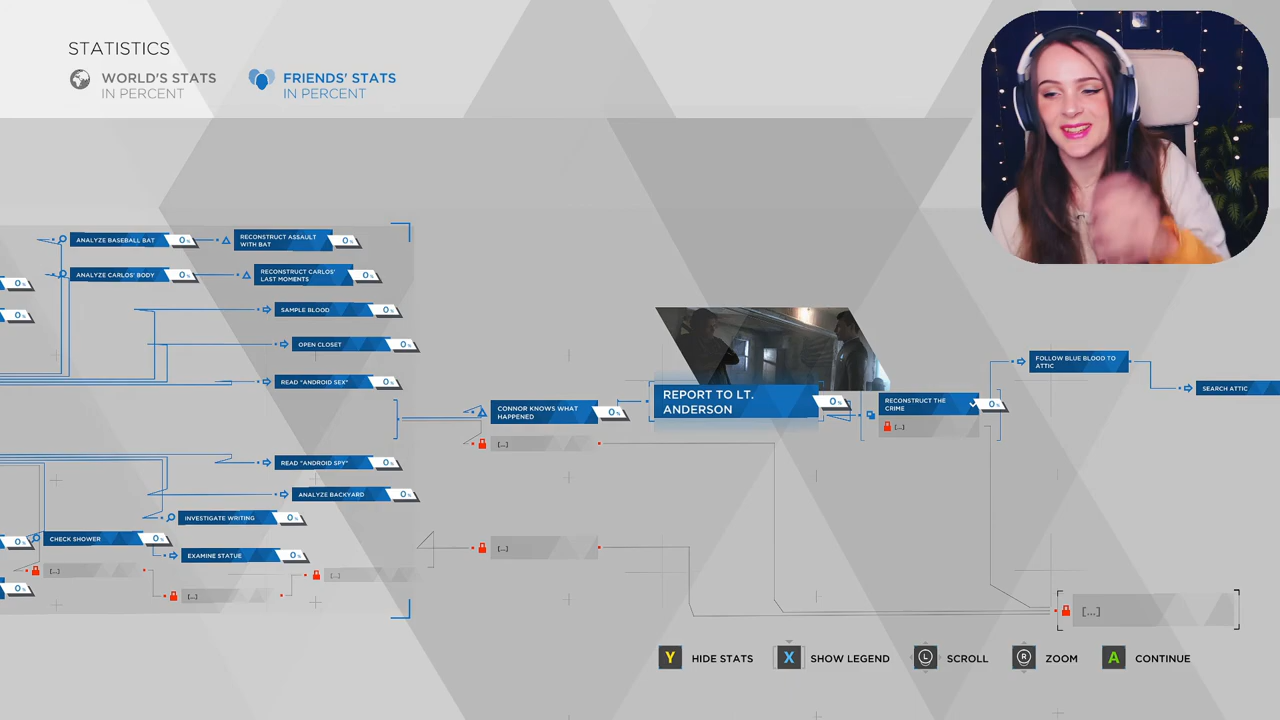 STATISTICS
WORLD'S STATS
IN PERCENT
FRIENDS' STATS
IN PERCENT
ANALYZE BASEBALL BAT 0%
RECONSTRUCT ASSAULT
WITH BAT 0%
ANALYZE CARLOS' BODY 0%
RECONSTRUCT CARLOS'
LAST MOMENTS 0%
0%
SAMPLE BLOOD 0%
0%
OPEN CLOSET 0%
FOLLOW BLUE BLOOD TO
ATTIC
READ "ANDROID SEX" 0%
SEARCH ATTIC
REPORT TO LT.
ANDERSON 0%
RECONSTRUCT THE
CRIME 0%
[...]
CONNOR KNOWS WHAT
HAPPENED 0%
[...]
READ "ANDROID SPY" 0%
ANALYZE BACKYARD 0%
INVESTIGATE WRITING 0%
0%
CHECK SHOWER 0%
[...]
EXAMINE STATUE 0%
[...]
[...]
0%
[...]
[...]
Y HIDE STATS
X SHOW LEGEND
L SCROLL
R ZOOM
A CONTINUE